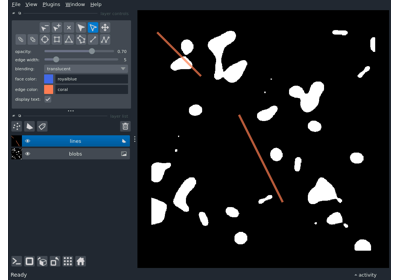 File View Plugins Window Help
opacity: 0.70
edge width:
blending: translucent
face color: royalblue
edge color: coral
display text:
lines
blobs
Ready
activity